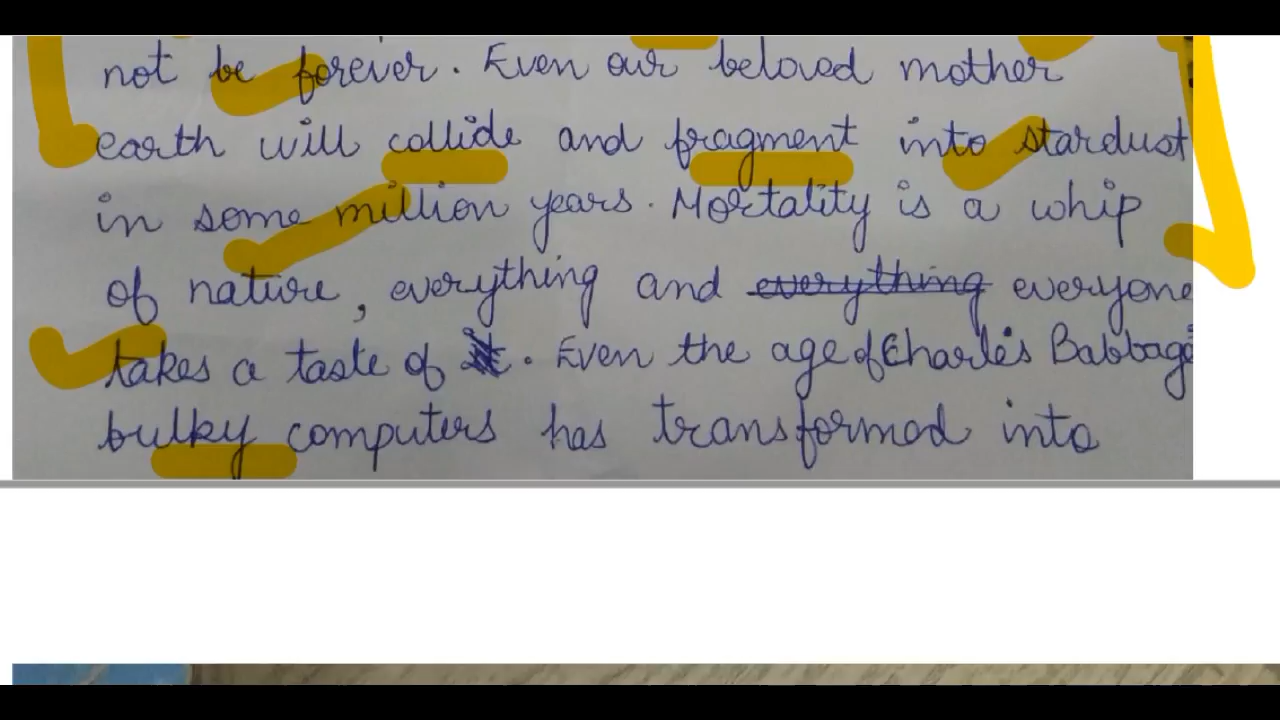 not be forever. Even our beloved mother
earth will collide and fragment into stardust
in some million years. Mortality is a whip
of nature, everything and everything everyone
takes a taste of it. Even the age of Charles Babbage
bulky computers has transformed into